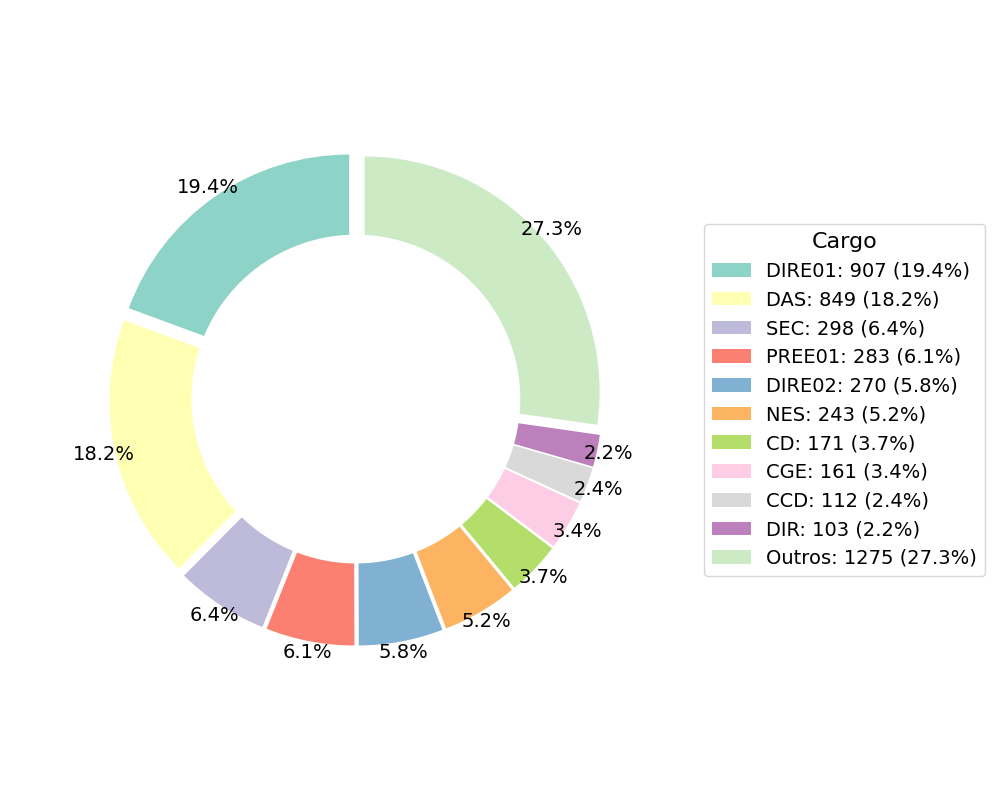 19.4%
27.3%
18.2%
6.4%
6.1%
5.8%
5.2%
3.7%
3.4%
2.4%
2.2%
Cargo
DIRE01: 907 (19.4%)
DAS: 849 (18.2%)
SEC: 298 (6.4%)
PREE01: 283 (6.1%)
DIRE02: 270 (5.8%)
NES: 243 (5.2%)
CD: 171 (3.7%)
CGE: 161 (3.4%)
CCD: 112 (2.4%)
DIR: 103 (2.2%)
Outros: 1275 (27.3%)